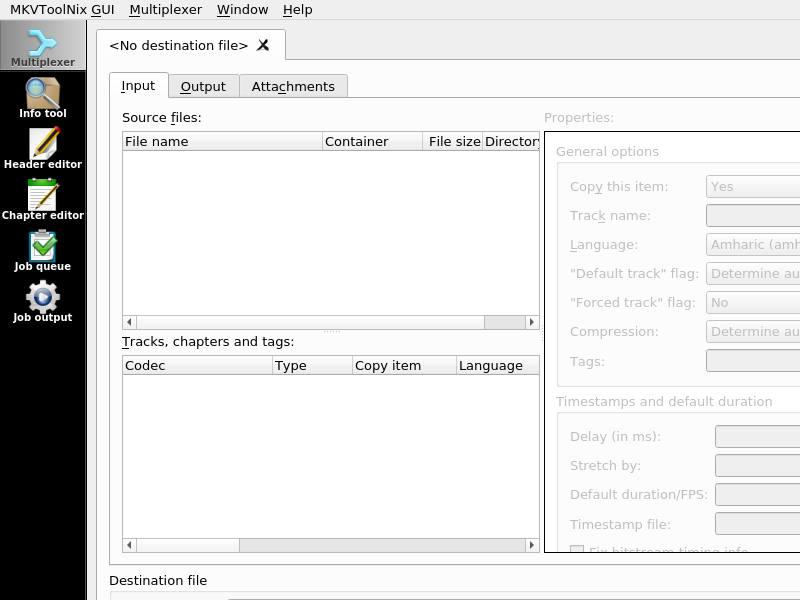 MKVToolNix GUI Multiplexer Window Help
Multiplexer
Info tool
Header editor
Chapter editor
Job queue
Job output
<No destination file>
Input Output Attachments
Source files:
File name Container File size Directory
Tracks, chapters and tags:
Codec Type Copy item Language
Properties:
General options
Copy this item: Yes
Track name:
Language: Amharic (amh
"Default track" flag: Determine au
"Forced track" flag: No
Compression: Determine au
Tags:
Timestamps and default duration
Delay (in ms):
Stretch by:
Default duration/FPS:
Timestamp file:
Fix bitstream timing info
Destination file